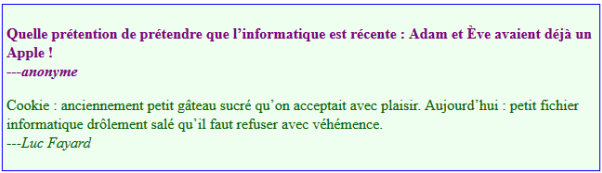 Quelle prétention de prétendre que l’informatique est récente : Adam et Ève avaient déjà un
Apple !
---anonyme
Cookie : anciennement petit gâteau sucré qu’on acceptait avec plaisir. Aujourd’hui : petit fichier
informatique drôlement salé qu’il faut refuser avec véhémence.
---Luc Fayard